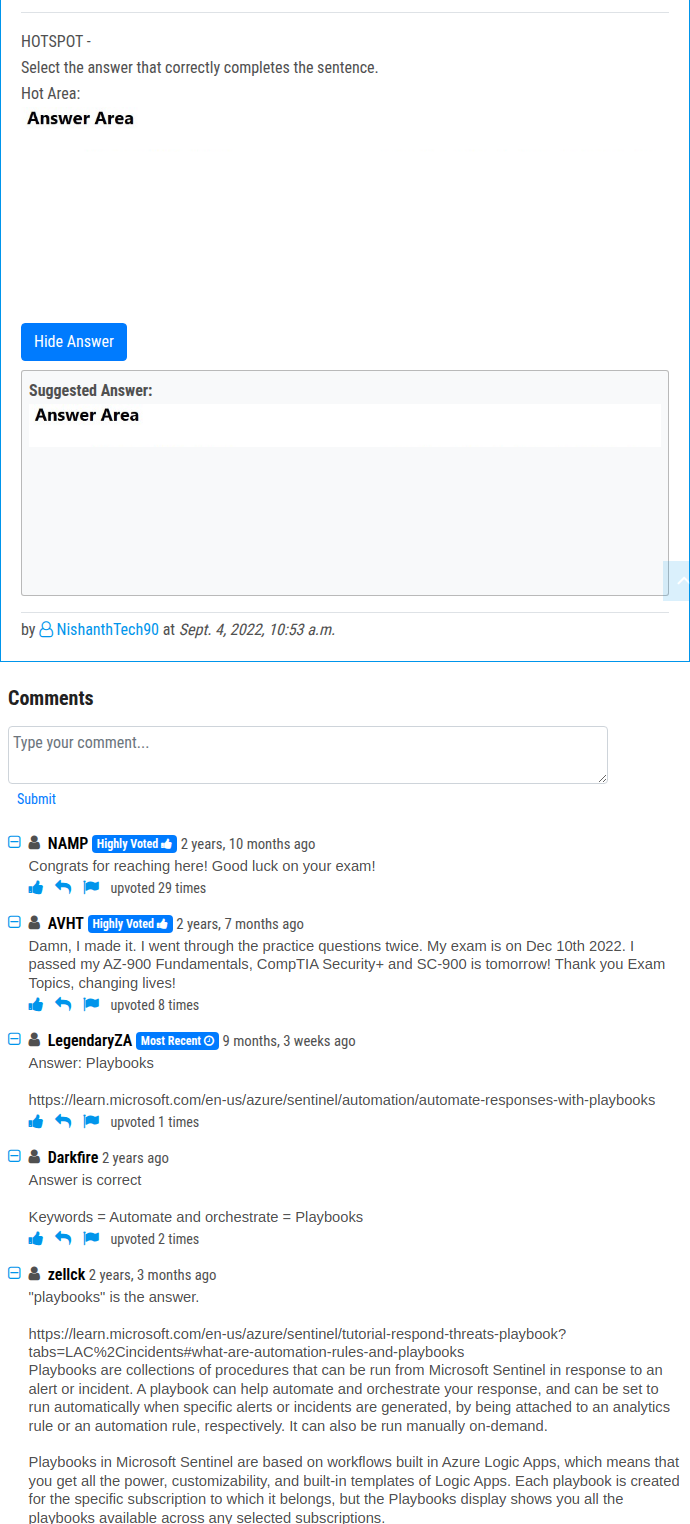 HOTSPOT -
Select the answer that correctly completes the sentence.
Hot Area:
Answer Area
Hide Answer
Suggested Answer:
Answer Area
by NishanthTech90 at Sept. 4, 2022, 10:53 a.m.
Comments
Type your comment...
Submit
NAMP Highly Voted 2 years, 10 months ago
Congrats for reaching here! Good luck on your exam!
upvoted 29 times
AVHT Highly Voted 2 years, 7 months ago
Damn, I made it. I went through the practice questions twice. My exam is on Dec 10th 2022. I
passed my AZ-900 Fundamentals, CompTIA Security+ and SC-900 is tomorrow! Thank you Exam
Topics, changing lives!
upvoted 8 times
LegendaryZA Most Recent 9 months, 3 weeks ago
Answer: Playbooks
https://learn.microsoft.com/en-us/azure/sentinel/automation/automate-responses-with-playbooks
upvoted 1 times
Darkfire 2 years ago
Answer is correct
Keywords = Automate and orchestrate = Playbooks
upvoted 2 times
zellck 2 years, 3 months ago
"playbooks" is the answer.
https://learn.microsoft.com/en-us/azure/sentinel/tutorial-respond-threats-playbook?
tabs=LAC%2Cincidents#what-are-automation-rules-and-playbooks
Playbooks are collections of procedures that can be run from Microsoft Sentinel in response to an
alert or incident. A playbook can help automate and orchestrate your response, and can be set to
run automatically when specific alerts or incidents are generated, by being attached to an analytics
rule or an automation rule, respectively. It can also be run manually on-demand.
Playbooks in Microsoft Sentinel are based on workflows built in Azure Logic Apps, which means that
you get all the power, customizability, and built-in templates of Logic Apps. Each playbook is created
for the specific subscription to which it belongs, but the Playbooks display shows you all the
playbooks available across any selected subscriptions.